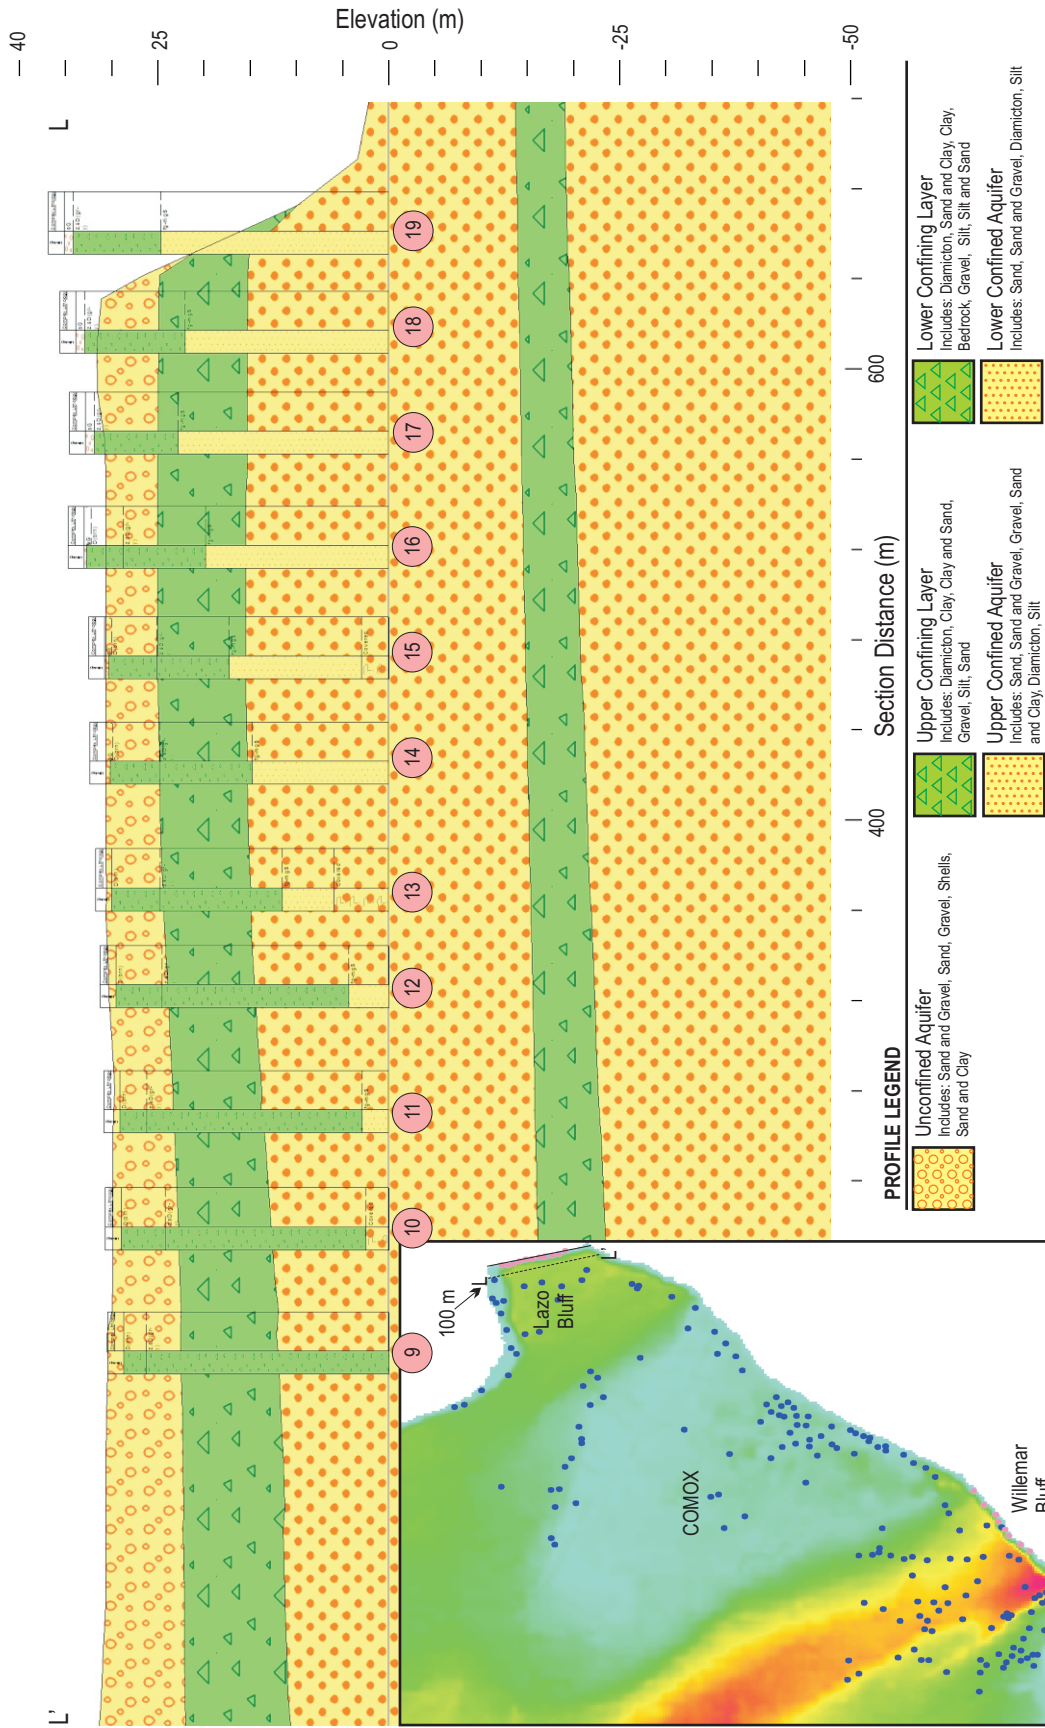 Elevation (m)
40
25
0
-25
-50
L'
L
9
10
11
12
13
14
15
16
17
18
19
400
600
Section Distance (m)
100 m
L
L'
Lazo
Bluff
COMOX
Willemar
Bluff
PROFILE LEGEND
Unconfined Aquifer
Includes: Sand and Gravel, Sand, Gravel, Shells,
Sand and Clay
Upper Confining Layer
Includes: Diamicton, Clay, Clay and Sand,
Gravel, Silt, Sand
Upper Confined Aquifer
Includes: Sand, Sand and Gravel, Gravel, Sand
and Clay, Diamicton, Silt
Lower Confining Layer
Includes: Diamicton, Sand and Clay, Clay,
Bedrock, Gravel, Silt, Silt and Sand
Lower Confined Aquifer
Includes: Sand, Sand and Gravel, Diamicton, Silt